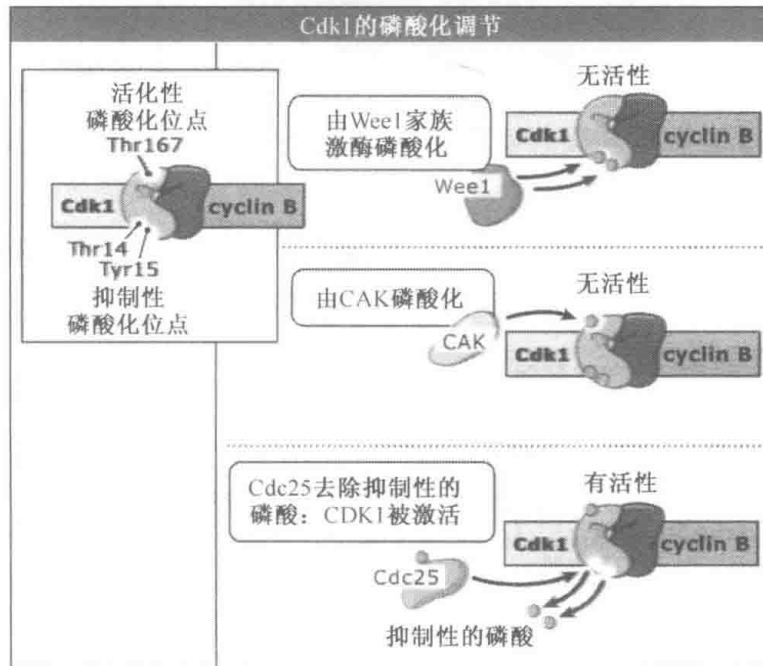 Cdk1的磷酸化调节
活化性
磷酸化位点
Thr167
Cdk1
cyclin B
Thr14
Tyr15
抑制性
磷酸化位点
由Wee1家族
激酶磷酸化
Wee1
无活性
Cdk1
cyclin B
由CAK磷酸化
CAK
无活性
Cdk1
cyclin B
Cdc25去除抑制性的
磷酸：CDK1被激活
Cdc25
有活性
Cdk1
cyclin B
抑制性的磷酸